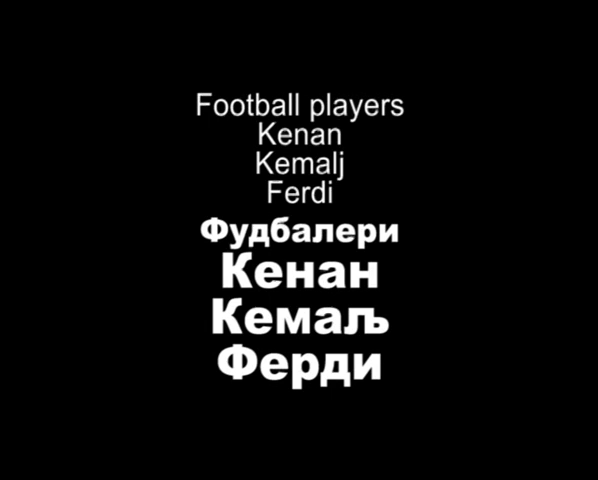 Football players
Kenan
Kemalj
Ferdi
Фудбалери
Кенан
Кемаљ
Ферди